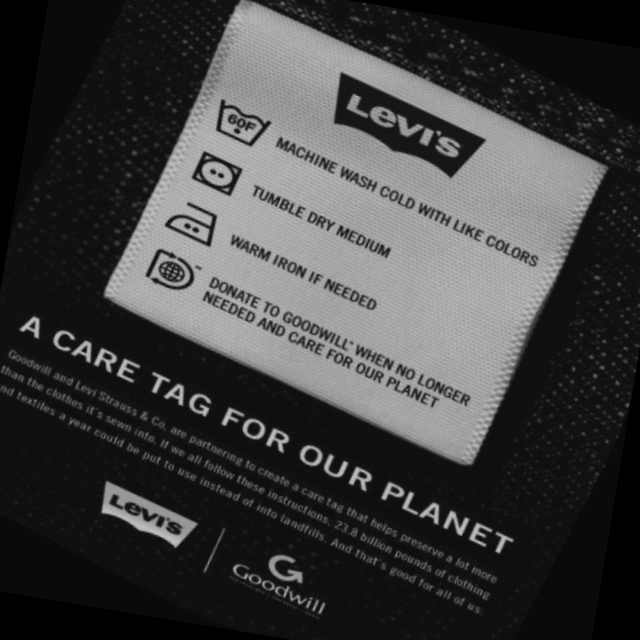 Levi's
60F
MACHINE WASH COLD WITH LIKE COLORS
TUMBLE DRY MEDIUM
WARM IRON IF NEEDED
DONATE TO GOODWILL® WHEN NO LONGER
NEEDED AND CARE FOR OUR PLANET
A CARE TAG FOR OUR PLANET
Goodwill and Levi Strauss & Co. are partnering to create a care tag that helps preserve a lot more
than the clothes it's sewn into. If we all follow these instructions, 23.8 billion pounds of clothing
and textiles a year could be put to use instead of into landfills. And that's good for all of us.
Levi's
Goodwill